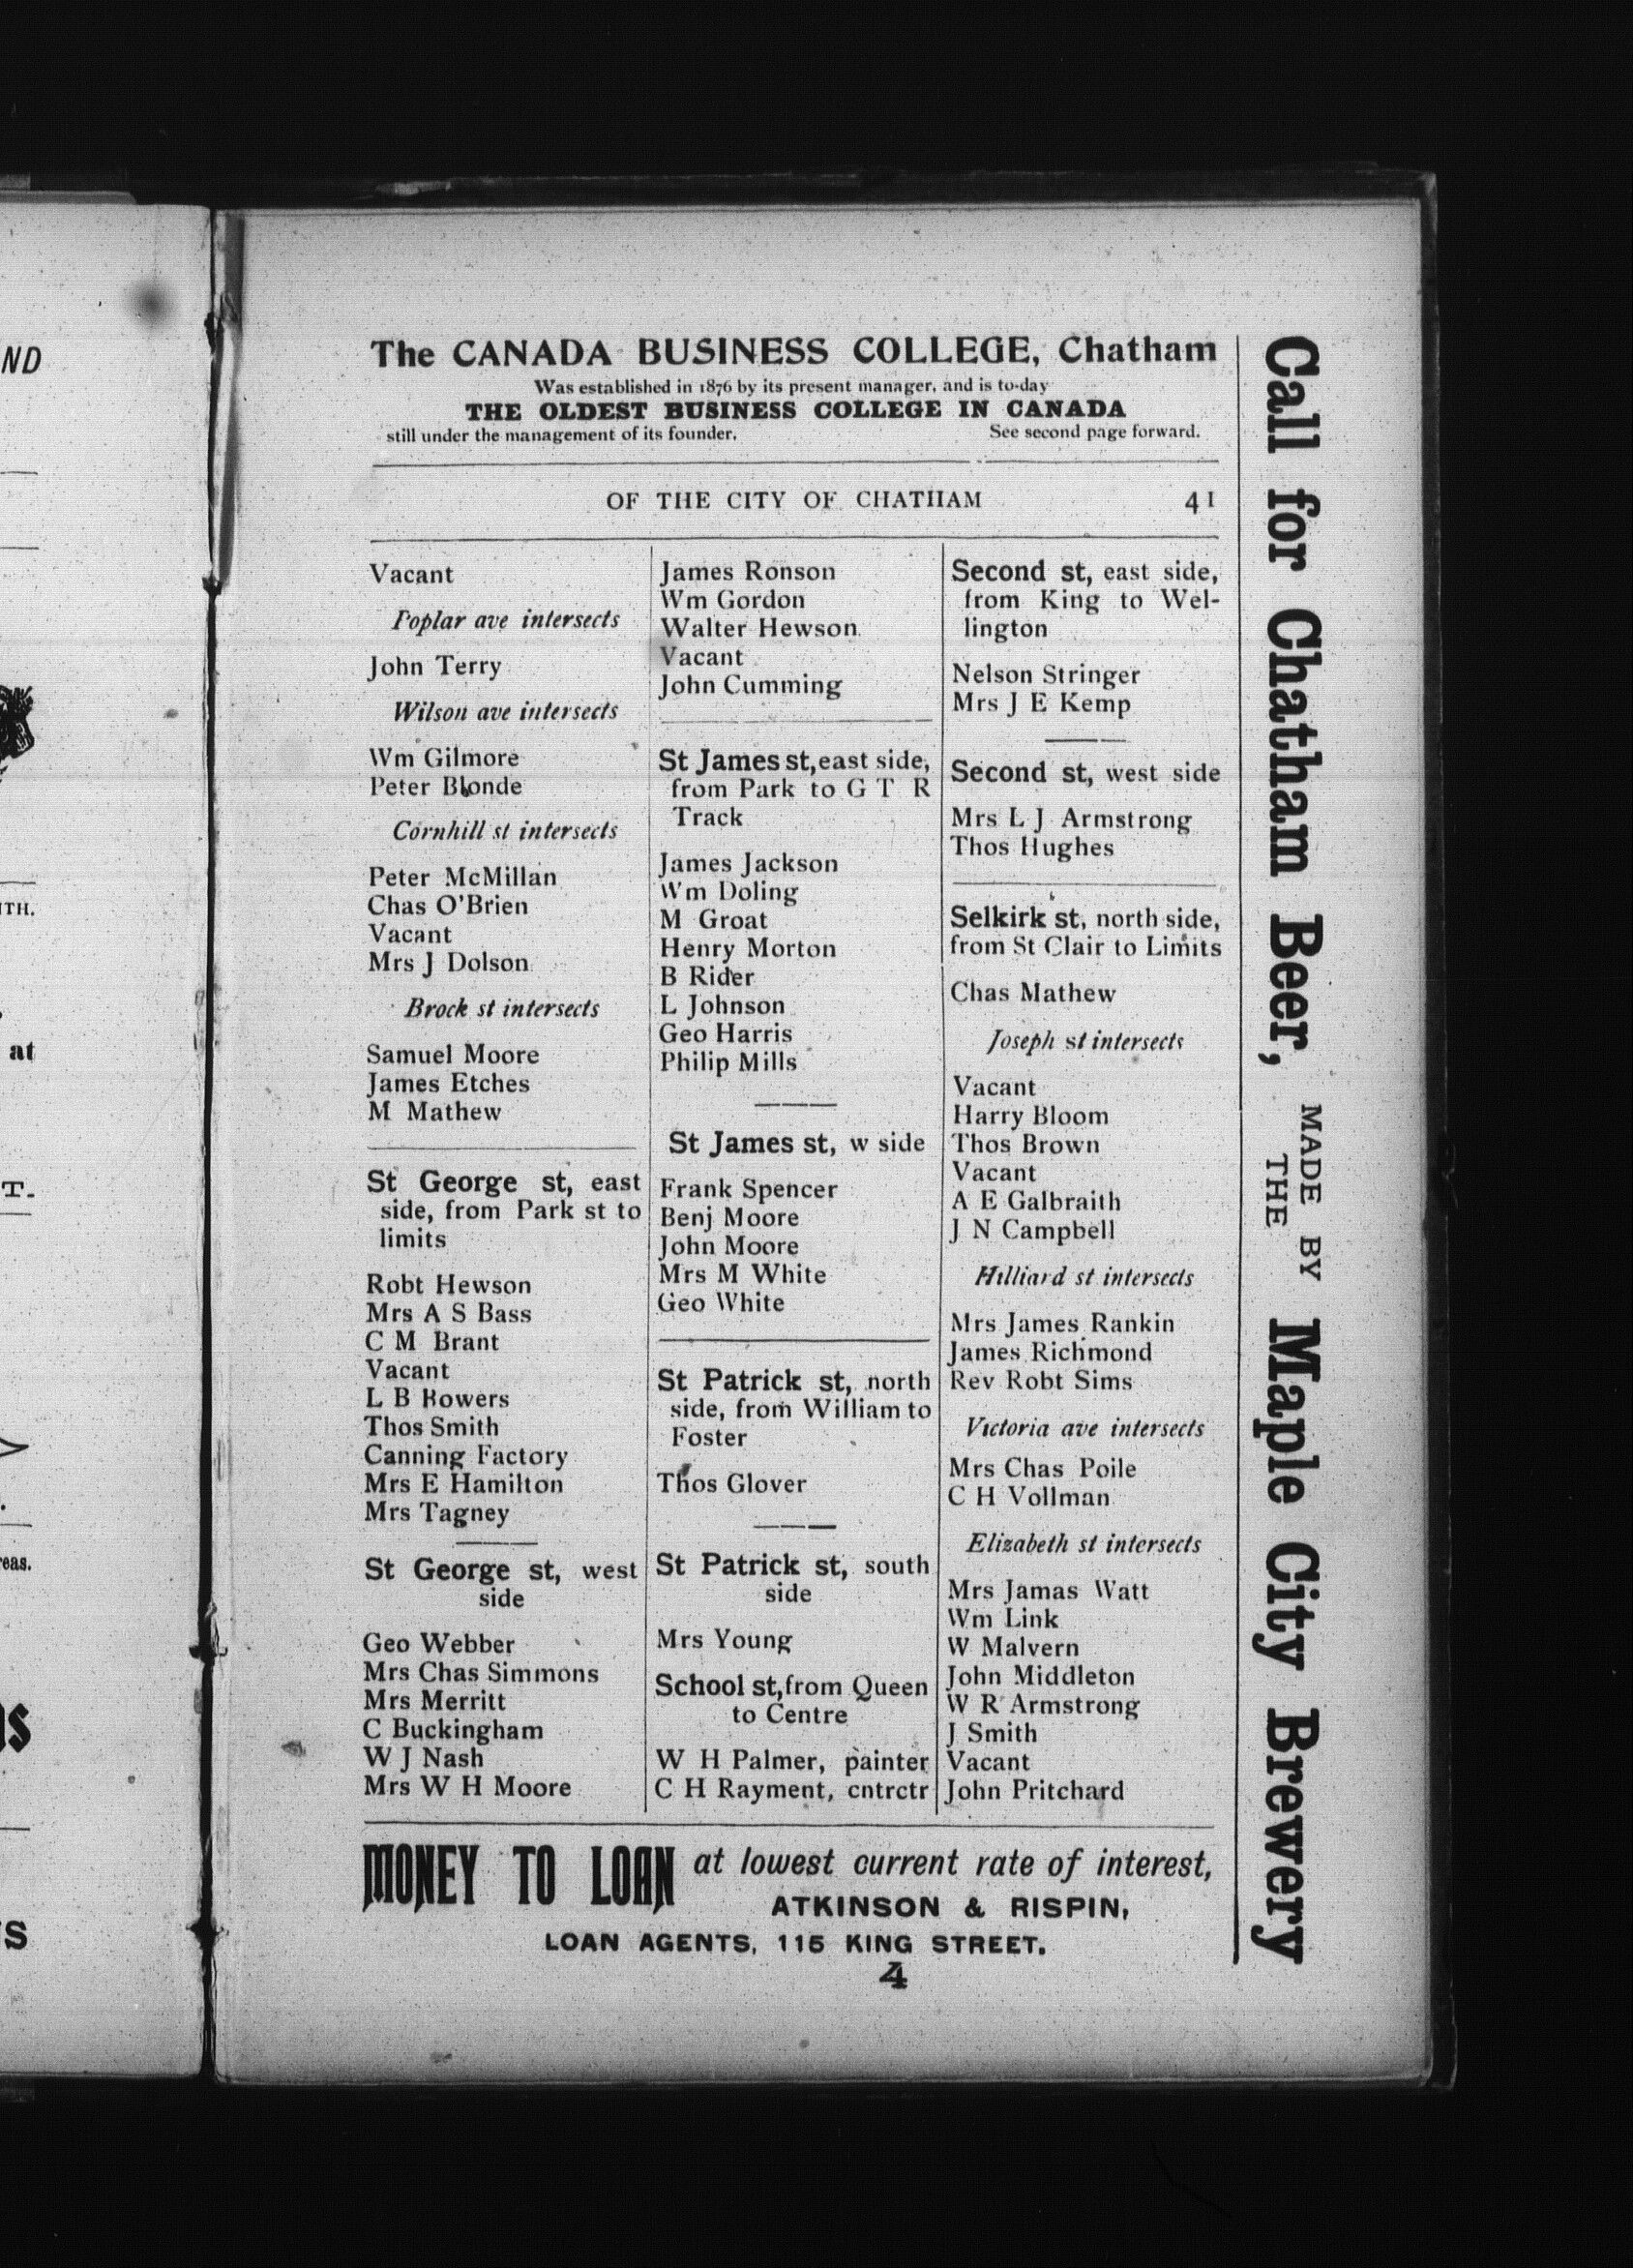 ND
TH.
at
T.
eas.
s
S
The CANADA BUSINESS COLLEGE, Chatham
Was established in 1876 by its present manager, and is to-day
THE OLDEST BUSINESS COLLEGE IN CANADA
still under the management of its founder. See second page forward.
OF THE CITY OF CHATHAM 41
Vacant
Poplar ave intersects
John Terry
Wilson ave intersects
Wm Gilmore
Peter Blonde
Cornhill st intersects
Peter McMillan
Chas O'Brien
Vacant
Mrs J Dolson
Brock st intersects
Samuel Moore
James Etches
M Mathew
St George st, east
side, from Park st to
limits
Robt Hewson
Mrs A S Bass
C M Brant
Vacant
L B Bowers
Thos Smith
Canning Factory
Mrs E Hamilton
Mrs Tagney
St George st, west
side
Geo Webber
Mrs Chas Simmons
Mrs Merritt
C Buckingham
W J Nash
Mrs W H Moore
James Ronson
Wm Gordon
Walter Hewson
Vacant
John Cumming
St James st, east side,
from Park to G T R
Track
James Jackson
Wm Doling
M Groat
Henry Morton
B Rider
L Johnson
Geo Harris
Philip Mills
St James st, w side
Frank Spencer
Benj Moore
John Moore
Mrs M White
Geo White
St Patrick st, north
side, from William to
Foster
Thos Glover
St Patrick st, south
side
Mrs Young
School st, from Queen
to Centre
W H Palmer, painter
C H Rayment, cntrctr
Second st, east side,
from King to Wel-
lington
Nelson Stringer
Mrs J E Kemp
Second st, west side
Mrs L J Armstrong
Thos Hughes
Selkirk st, north side,
from St Clair to Limits
Chas Mathew
Joseph st intersects
Vacant
Harry Bloom
Thos Brown
Vacant
A E Galbraith
J N Campbell
Hilliard st intersects
Mrs James Rankin
James Richmond
Rev Robt Sims
Victoria ave intersects
Mrs Chas Poile
C H Vollman
Elizabeth st intersects
Mrs Jamas Watt
Wm Link
W Malvern
John Middleton
W R Armstrong
J Smith
Vacant
John Pritchard
MONEY TO LOAN at lowest current rate of interest,
ATKINSON & RISPIN,
LOAN AGENTS, 115 KING STREET.
4
Call for Chatham Beer, MADE BY THE Maple City Brewery